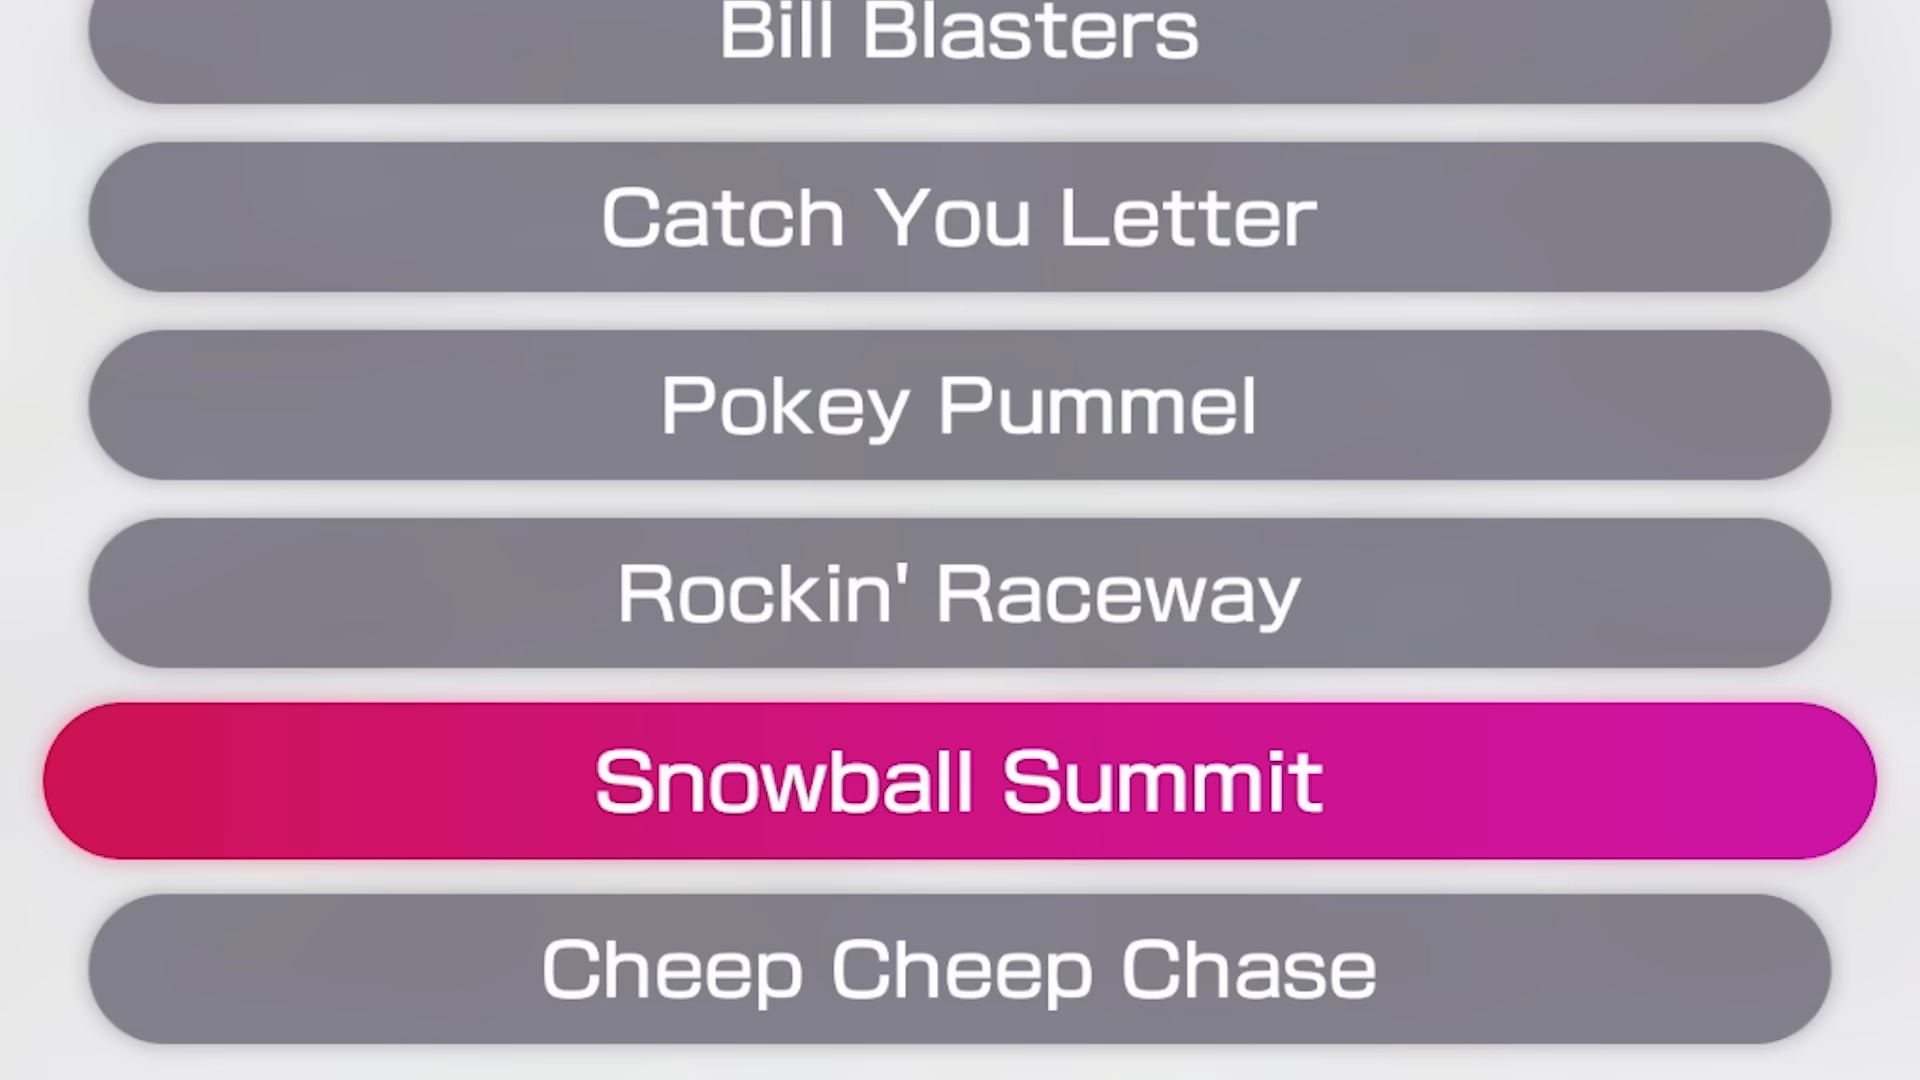 Bill Blasters
Catch You Letter
Pokey Pummel
Rockin' Raceway
Snowball Summit
Cheep Cheep Chase